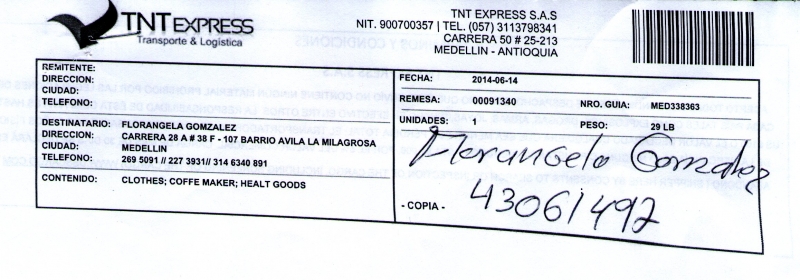 TNT EXPRESS
Transporte & Logistica
TNT EXPRESS S.A.S
NIT. 900700357 | TEL. (057) 3113798341
CARRERA 50 # 25-213
MEDELLIN - ANTIOQUIA
REMITENTE:
DIRECCION:
CIUDAD:
TELEFONO:
DESTINATARIO: FLORANGELA GOMZALEZ
DIRECCION: CARRERA 28 A # 38 F - 107 BARRIO AVILA LA MILAGROSA
CIUDAD: MEDELLIN
TELEFONO: 269 5091 // 227 3931// 314 6340 891
CONTENIDO: CLOTHES; COFFE MAKER; HEALT GOODS
FECHA: 2014-06-14
REMESA: 00091340 NRO. GUIA: MED338363
UNIDADES: 1 PESO: 29 LB
Florangela Gonzalez
43061492
- COPIA -